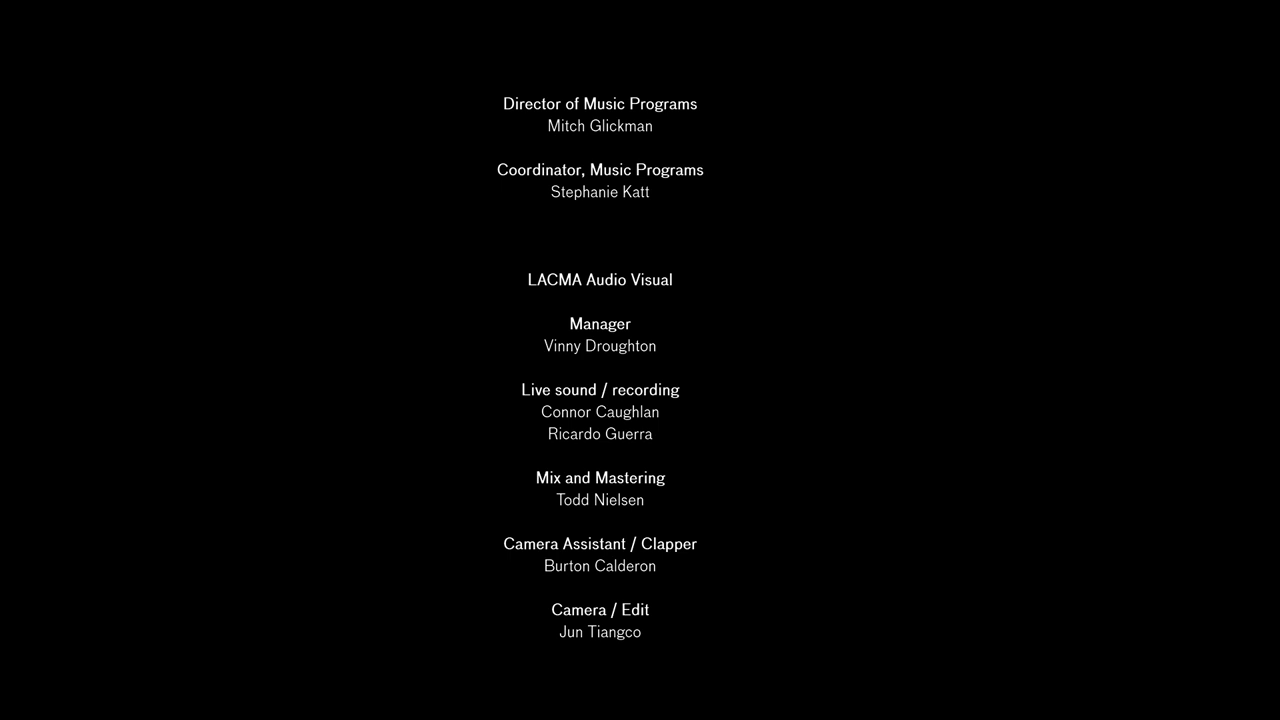 Director of Music Programs
Mitch Glickman
Coordinator, Music Programs
Stephanie Katt
LACMA Audio Visual
Manager
Vinny Droughton
Live sound / recording
Connor Caughlan
Ricardo Guerra
Mix and Mastering
Todd Nielsen
Camera Assistant / Clapper
Burton Calderon
Camera / Edit
Jun Tiangco